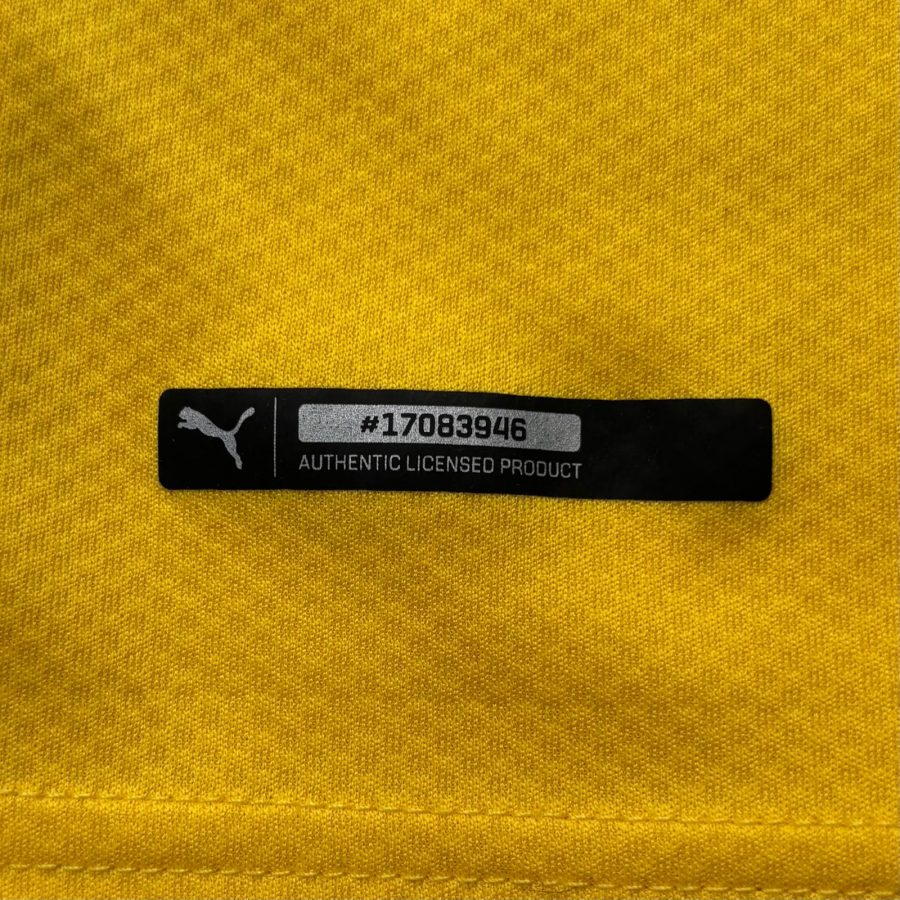 #17083946
AUTHENTIC LICENSED PRODUCT